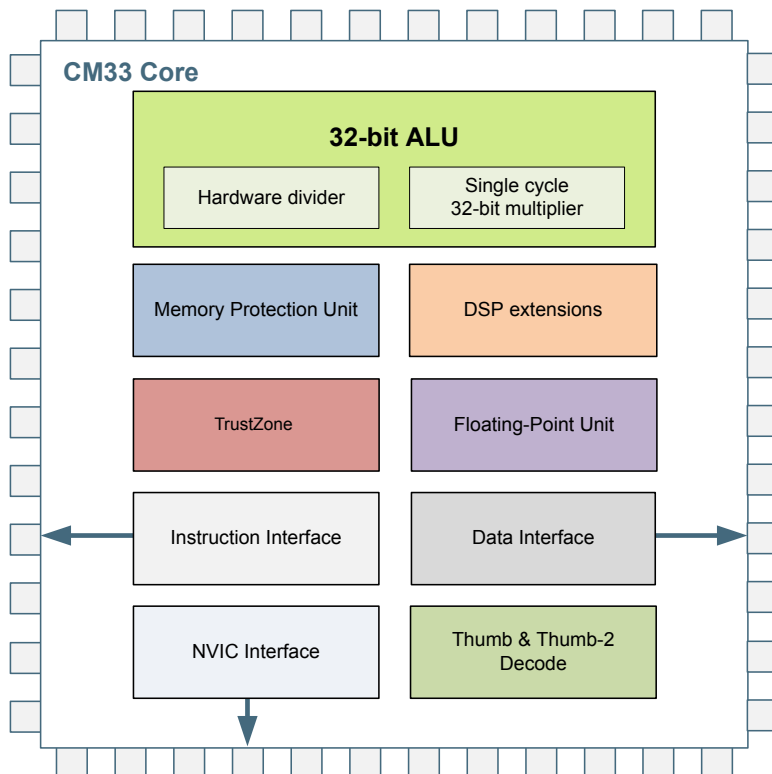 CM33 Core
32-bit ALU
Hardware divider
Single cycle
32-bit multiplier
Memory Protection Unit
DSP extensions
TrustZone
Floating-Point Unit
Instruction Interface
Data Interface
NVIC Interface
Thumb & Thumb-2
Decode